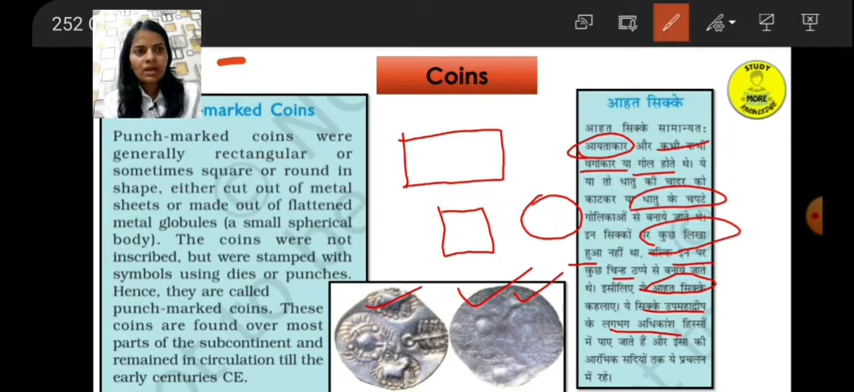 252
Coins
-marked Coins
Punch-marked coins were
generally rectangular or
sometimes square or round in
shape, either cut out of metal
sheets or made out of flattened
metal globules (a small spherical
body). The coins were not
inscribed, but were stamped with
symbols using dies or punches.
Hence, they are called
punch-marked coins. These
coins are found over most
parts of the subcontinent and
remained in circulation till the
early centuries CE.
आहत सिक्के
आहत सिक्के सामान्यतः
आयताकार और कभी कभी
वर्गाकार या गोल होते थे। ये
या तो धातु की चादर को
काटकर या धातु के चपटे
गोलिकाओं से बनाये जाते थे।
इन सिक्कों पर कुछ लिखा
हुआ नहीं था, बल्कि इन पर
कुछ चिन्ह ठप्पे से बनाये जाते
थे। इसीलिए ये आहत सिक्के
कहलाए। ये सिक्के उपमहाद्वीप
के लगभग अधिकांश हिस्सों
में पाए जाते हैं और ईसा की
आरंभिक सदियों तक ये प्रचलन
में रहे।
STUDY
MORE
KNOWLEDGE